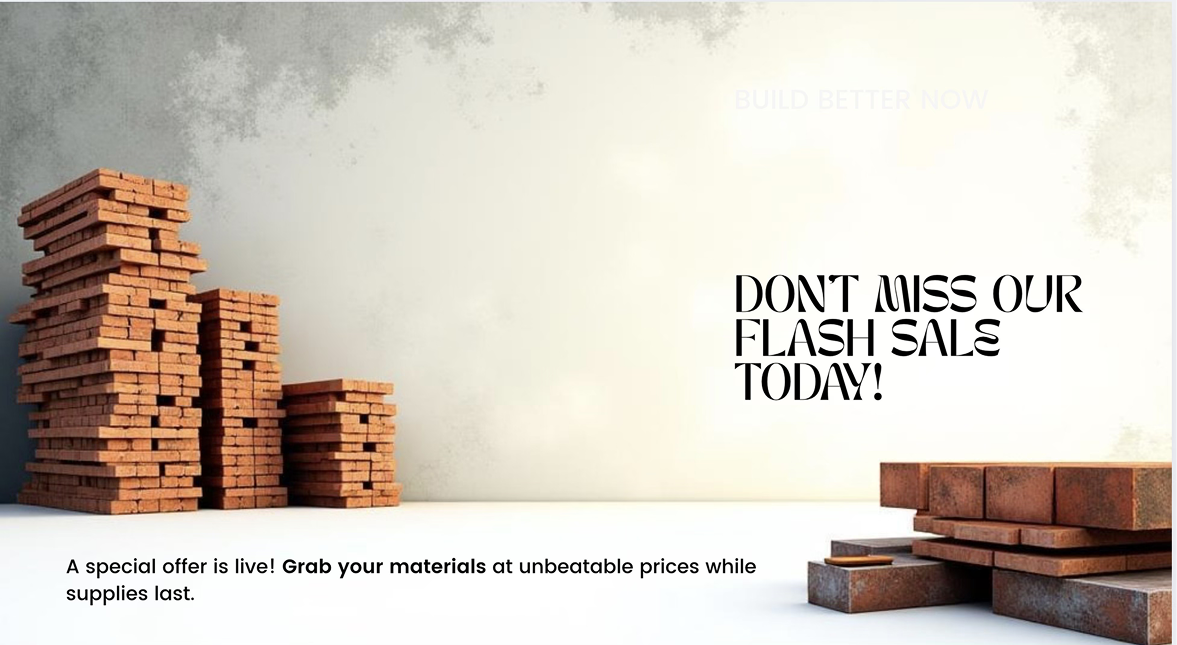 BUILD BETTER NOW
DONT MISS OUR
FLASH SALE
TODAY!
A special offer is live! Grab your materials at unbeatable prices while
supplies last.